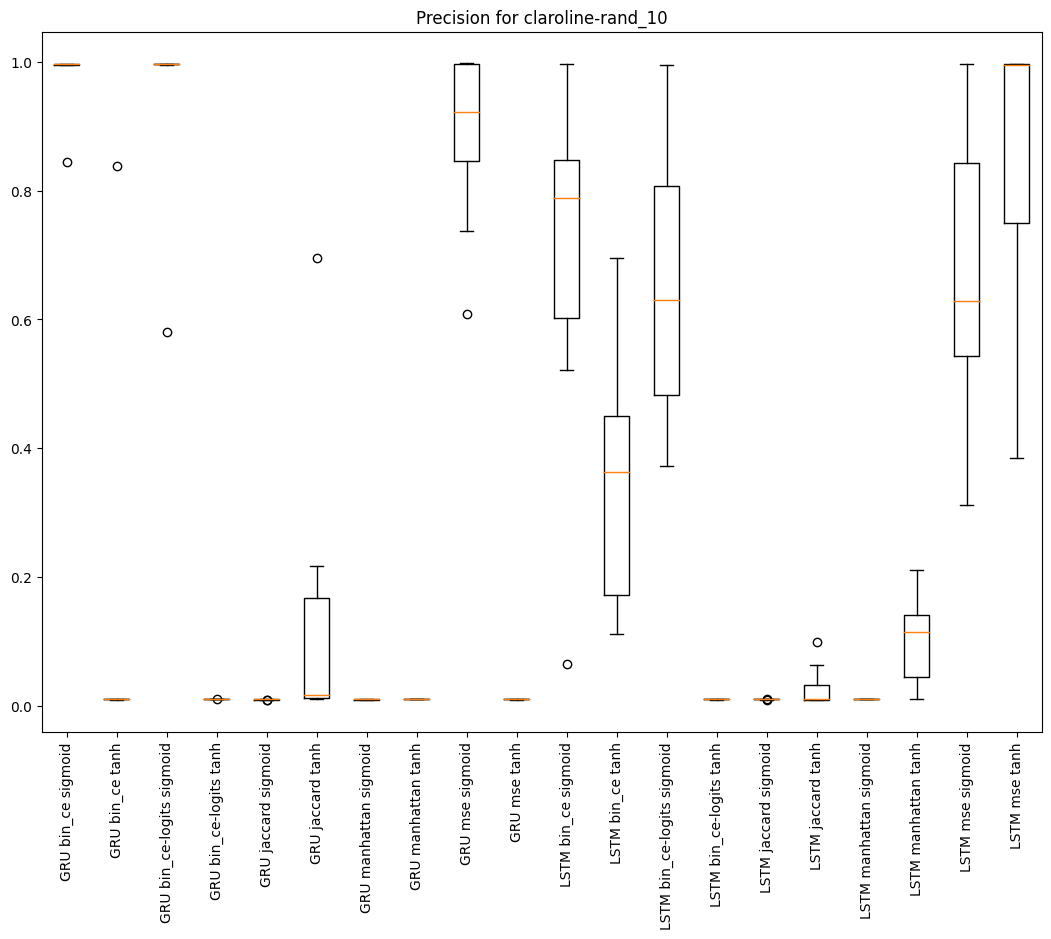 Precision for claroline-rand_10
1.0
0.8
0.6
0.4
0.2
0.0
GRU bin_ce sigmoid
GRU bin_ce tanh
GRU bin_ce-logits sigmoid
GRU bin_ce-logits tanh
GRU jaccard sigmoid
GRU jaccard tanh
GRU manhattan sigmoid
GRU manhattan tanh
GRU mse sigmoid
GRU mse tanh
LSTM bin_ce sigmoid
LSTM bin_ce tanh
LSTM bin_ce-logits sigmoid
LSTM bin_ce-logits tanh
LSTM jaccard sigmoid
LSTM jaccard tanh
LSTM manhattan sigmoid
LSTM manhattan tanh
LSTM mse sigmoid
LSTM mse tanh